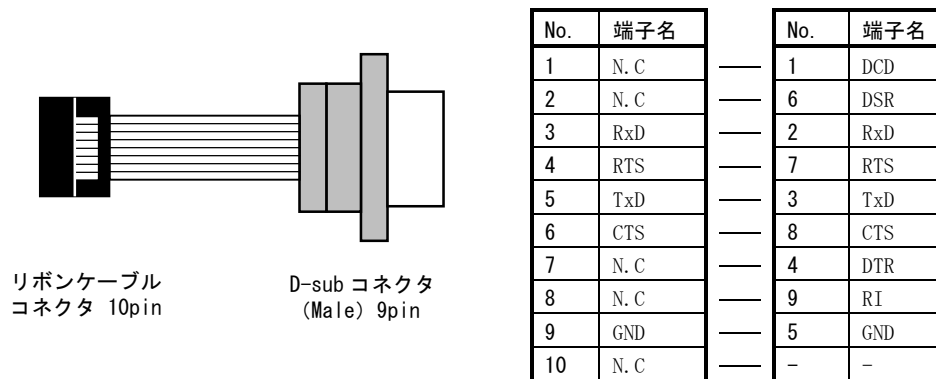 リボンケーブル
コネクタ 10pin
D-sub コネクタ
(Male) 9pin
No. 端子名 No. 端子名
1 N.C 1 DCD
2 N.C 6 DSR
3 RxD 2 RxD
4 RTS 7 RTS
5 TxD 3 TxD
6 CTS 8 CTS
7 N.C 4 DTR
8 N.C 9 RI
9 GND 5 GND
10 N.C - -